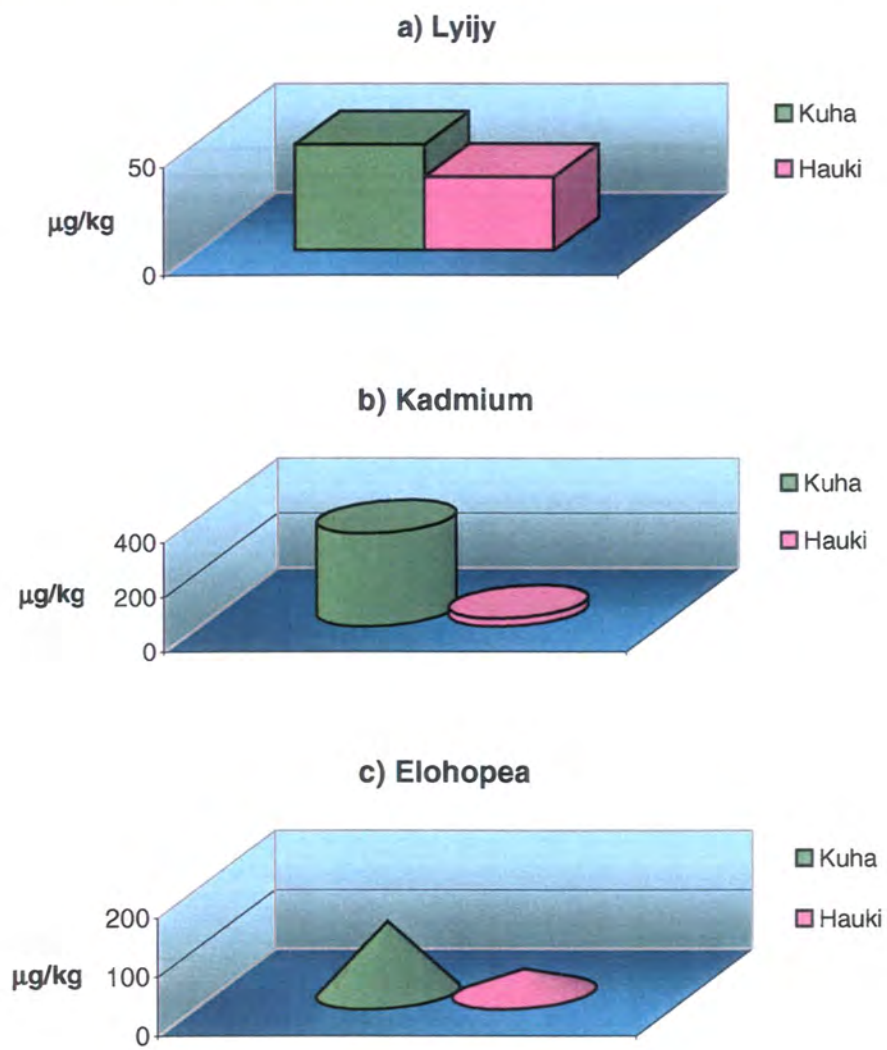 a) Lyijy
Kuha
Hauki
50
µg/kg
0
b) Kadmium
Kuha
Hauki
400
µg/kg
200
0
c) Elohopea
Kuha
Hauki
200
µg/kg
100
0